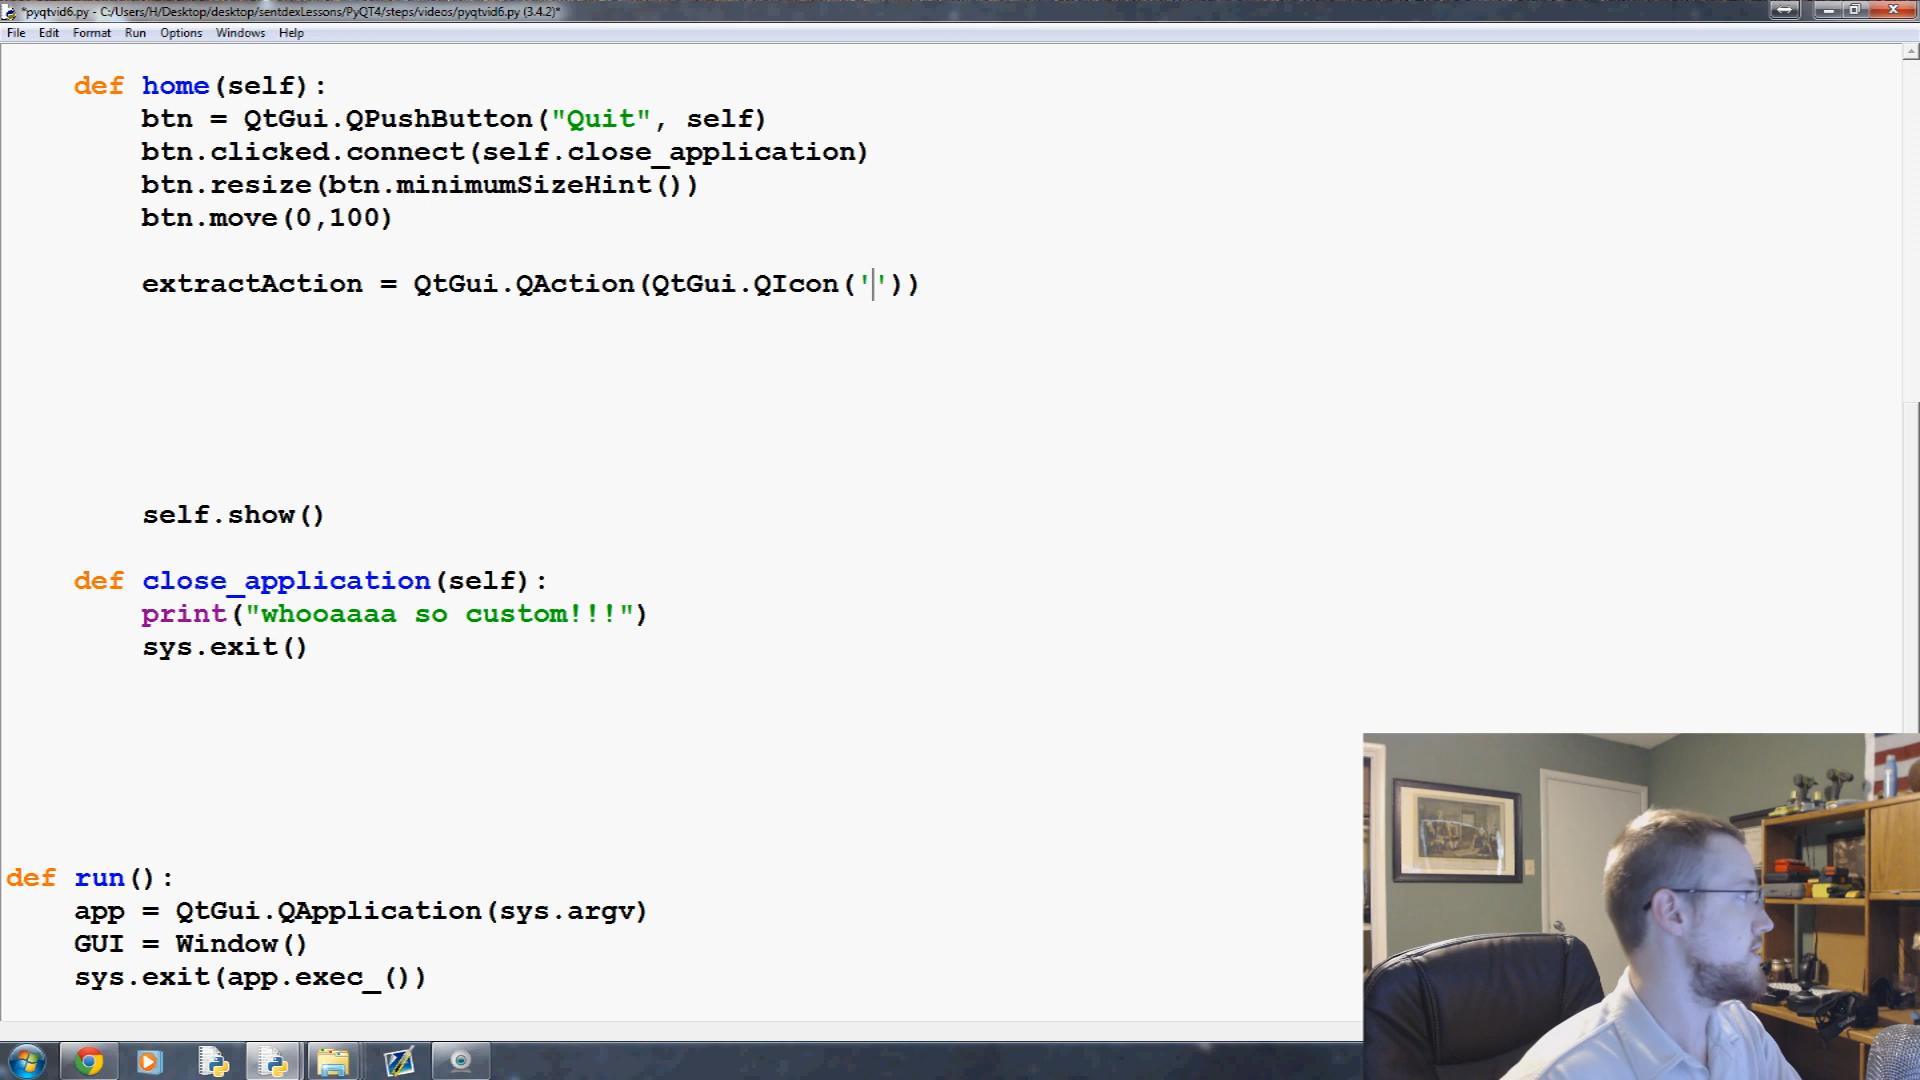 *pyqtvid6.py - C:/Users/H/Desktop/desktop/sentdexLessons/PyQT4/steps/videos/pyqtvid6.py (3.4.2)*
File Edit Format Run Options Windows Help
def home(self):
btn = QtGui.QPushButton("Quit", self)
btn.clicked.connect(self.close_application)
btn.resize(btn.minimumSizeHint())
btn.move(0,100)
extractAction = QtGui.QAction(QtGui.QIcon(''))
self.show()
def close_application(self):
print("whooaaaa so custom!!!")
sys.exit()
def run():
app = QtGui.QApplication(sys.argv)
GUI = Window()
sys.exit(app.exec_())